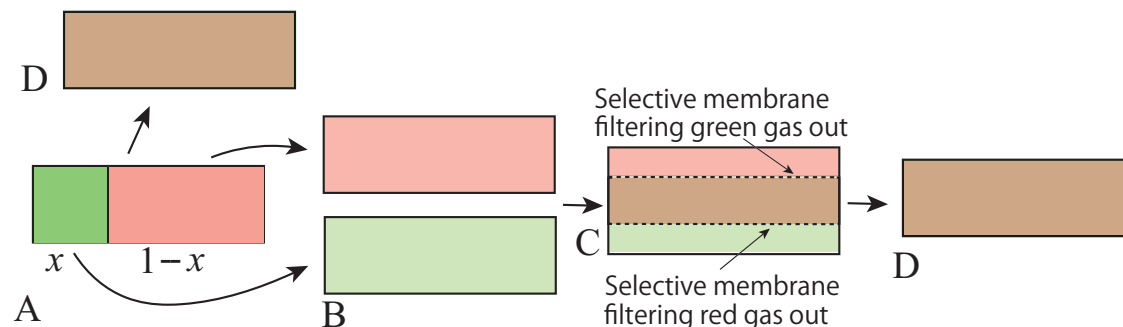 D
x
1−x
A
B
Selective membrane
filtering green gas out
C
Selective membrane
filtering red gas out
D